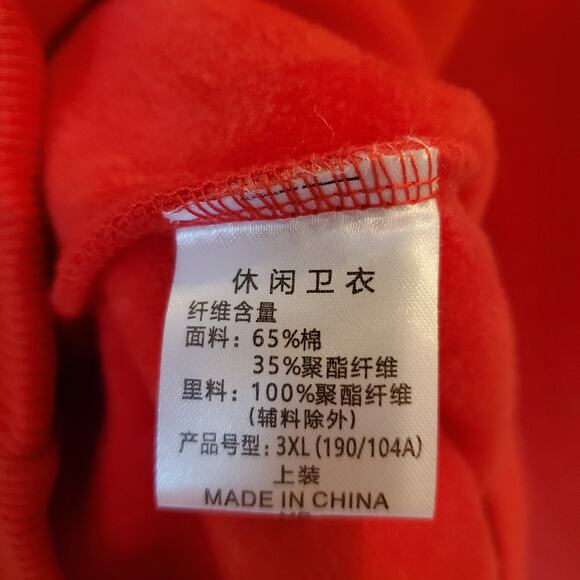 休闲卫衣
纤维含量
面料：65%棉
35%聚酯纤维
里料：100%聚酯纤维
(辅料除外)
产品号型：3XL(190/104A)
上装
MADE IN CHINA